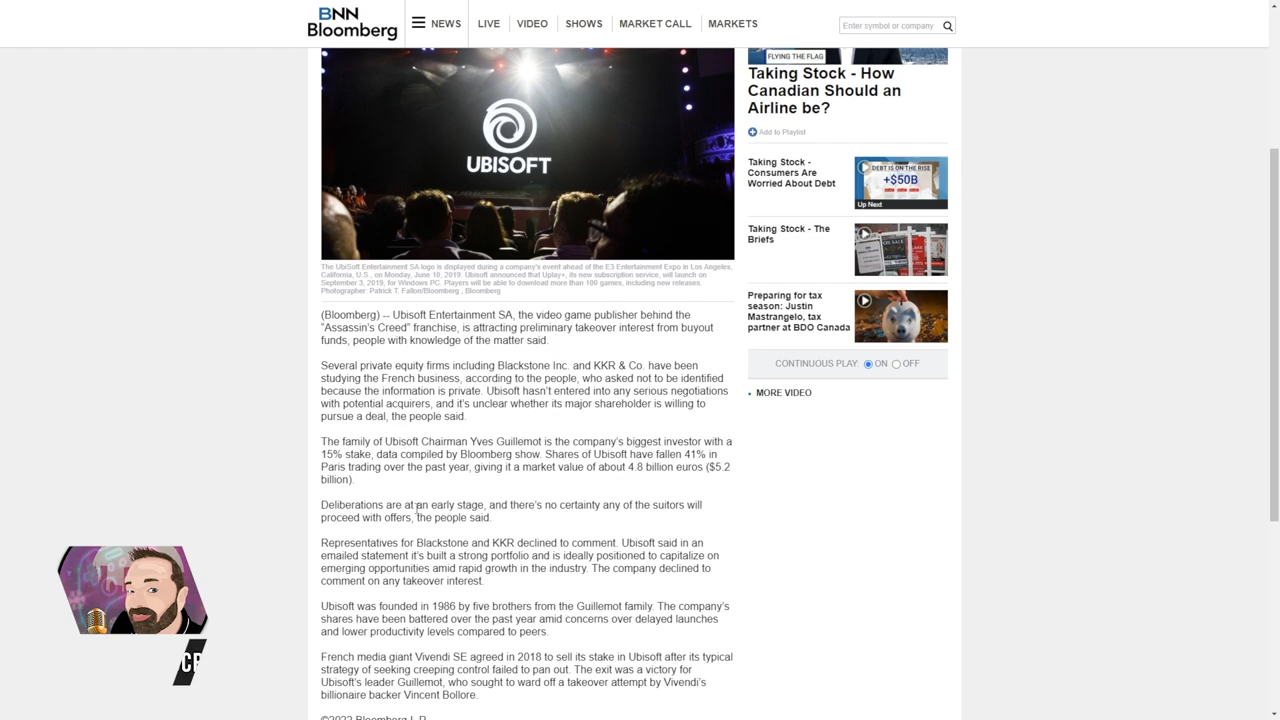 BNN
Bloomberg
NEWS
LIVE
VIDEO
SHOWS
MARKET CALL
MARKETS
Enter symbol or company
UBISOFT
The UbiSoft Entertainment SA logo is displayed during a company's event ahead of the E3 Entertainment Expo in Los Angeles,
California, U.S., on Monday, June 10, 2019. Ubisoft announced that Uplay+, its new subscription service, will launch on
September 3, 2019, for Windows PC. Players will be able to download more than 100 games, including new releases.
Photographer: Patrick T. Fallon/Bloomberg , Bloomberg
(Bloomberg) -- Ubisoft Entertainment SA, the video game publisher behind the
"Assassin's Creed" franchise, is attracting preliminary takeover interest from buyout
funds, people with knowledge of the matter said.
Several private equity firms including Blackstone Inc. and KKR & Co. have been
studying the French business, according to the people, who asked not to be identified
because the information is private. Ubisoft hasn't entered into any serious negotiations
with potential acquirers, and it's unclear whether its major shareholder is willing to
pursue a deal, the people said.
The family of Ubisoft Chairman Yves Guillemot is the company's biggest investor with a
15% stake, data compiled by Bloomberg show. Shares of Ubisoft have fallen 41% in
Paris trading over the past year, giving it a market value of about 4.8 billion euros ($5.2
billion).
Deliberations are at an early stage, and there's no certainty any of the suitors will
proceed with offers, the people said.
Representatives for Blackstone and KKR declined to comment. Ubisoft said in an
emailed statement it's built a strong portfolio and is ideally positioned to capitalize on
emerging opportunities amid rapid growth in the industry. The company declined to
comment on any takeover interest.
Ubisoft was founded in 1986 by five brothers from the Guillemot family. The company's
shares have been battered over the past year amid concerns over delayed launches
and lower productivity levels compared to peers.
French media giant Vivendi SE agreed in 2018 to sell its stake in Ubisoft after its typical
strategy of seeking creeping control failed to pan out. The exit was a victory for
Ubisoft's leader Guillemot, who sought to ward off a takeover attempt by Vivendi's
billionaire backer Vincent Bollore.
©2022 Bloomberg L.P.
FLYING THE FLAG
Taking Stock - How
Canadian Should an
Airline be?
Add to Playlist
Taking Stock -
Consumers Are
Worried About Debt
DEBT IS ON THE RISE
+$50B
Up Next
Taking Stock - The
Briefs
Preparing for tax
season: Justin
Mastrangelo, tax
partner at BDO Canada
CONTINUOUS PLAY: ON OFF
MORE VIDEO